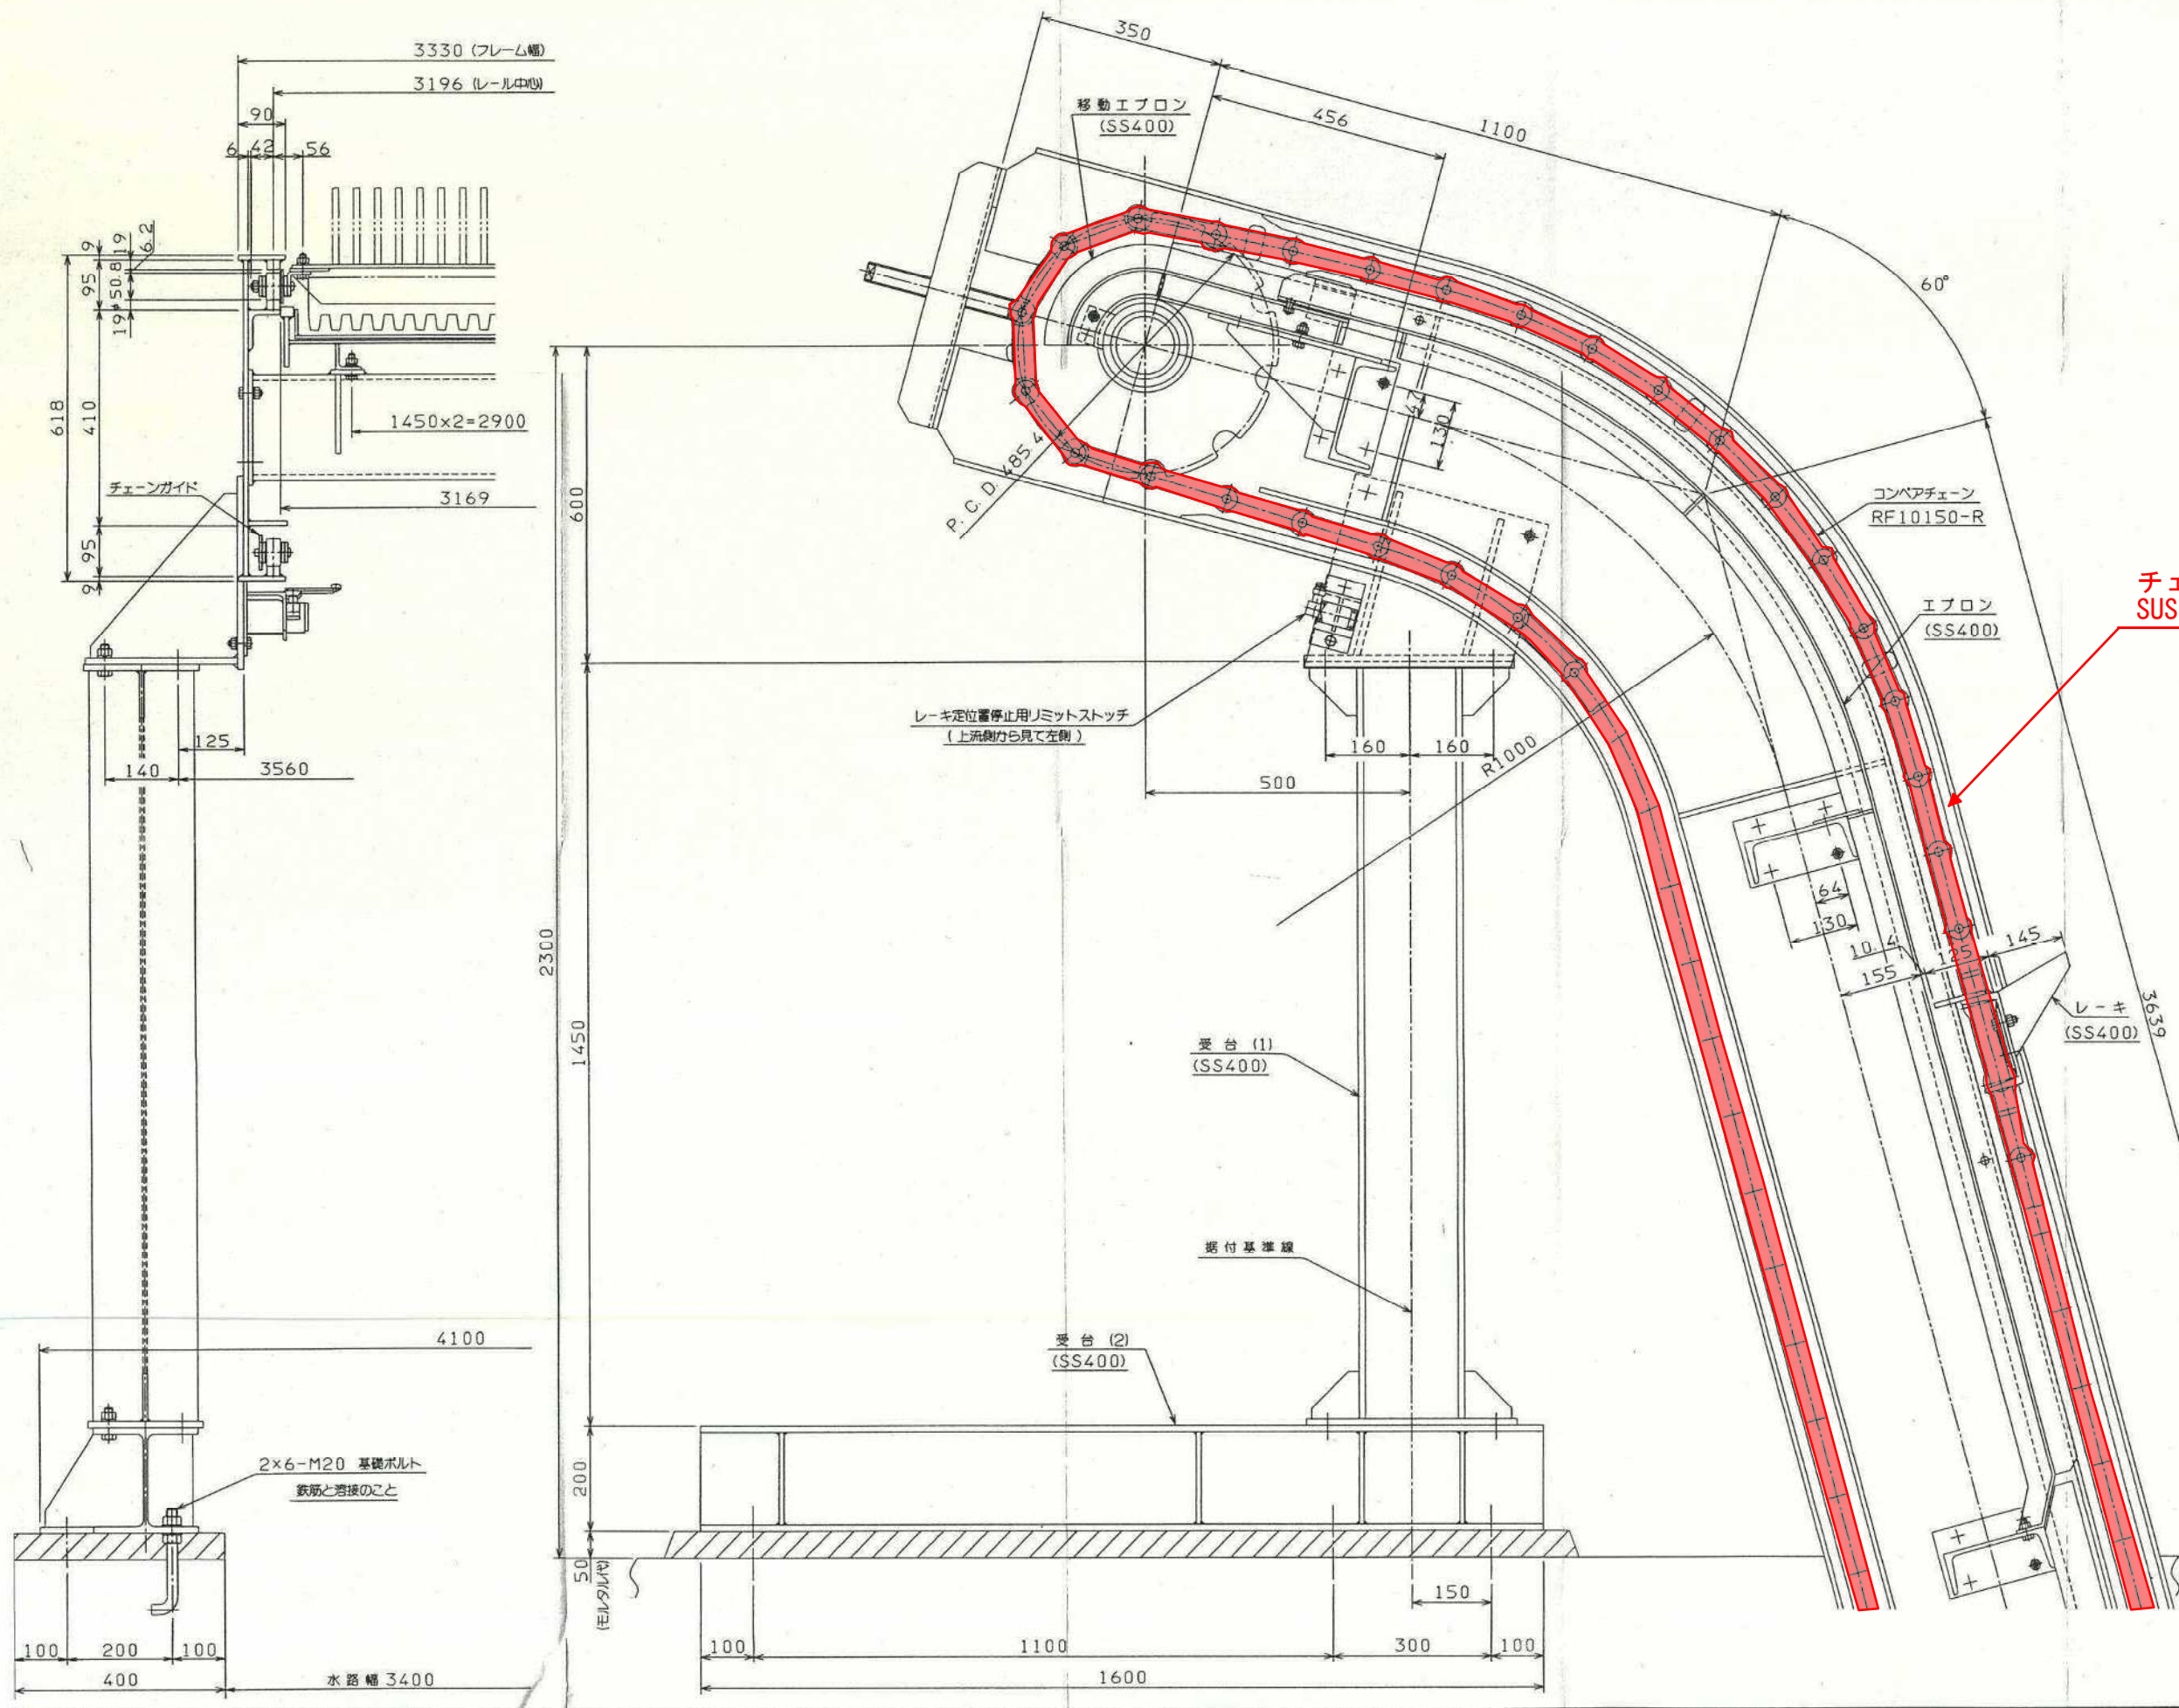 3330 (フレーム幅)
3196 (レール中心)
90
6
42
56
9
19
6.2
95
50.8
19
618
410
1450x2=2900
チェーンガイド
3169
95
9
125
140
3560
4100
2×6-M20 基礎ボルト
鉄筋と溶接のこと
100
200
100
400
水路幅 3400
350
移動エプロン
(SS400)
456
1100
60°
P.C.D. 485.4
47
130
コンベアチェーン
RF10150-R
チェ
SUS
エプロン
(SS400)
600
レーキ定位置停止用リミットストッチ
(上流側から見て左側)
160
160
500
R1000
64
130
10.4
125
145
155
レーキ
(SS400)
3639
2300
1450
受台 (1)
(SS400)
据付基準線
受台 (2)
(SS400)
200
50
(モルタル代)
150
100
1100
300
100
1600